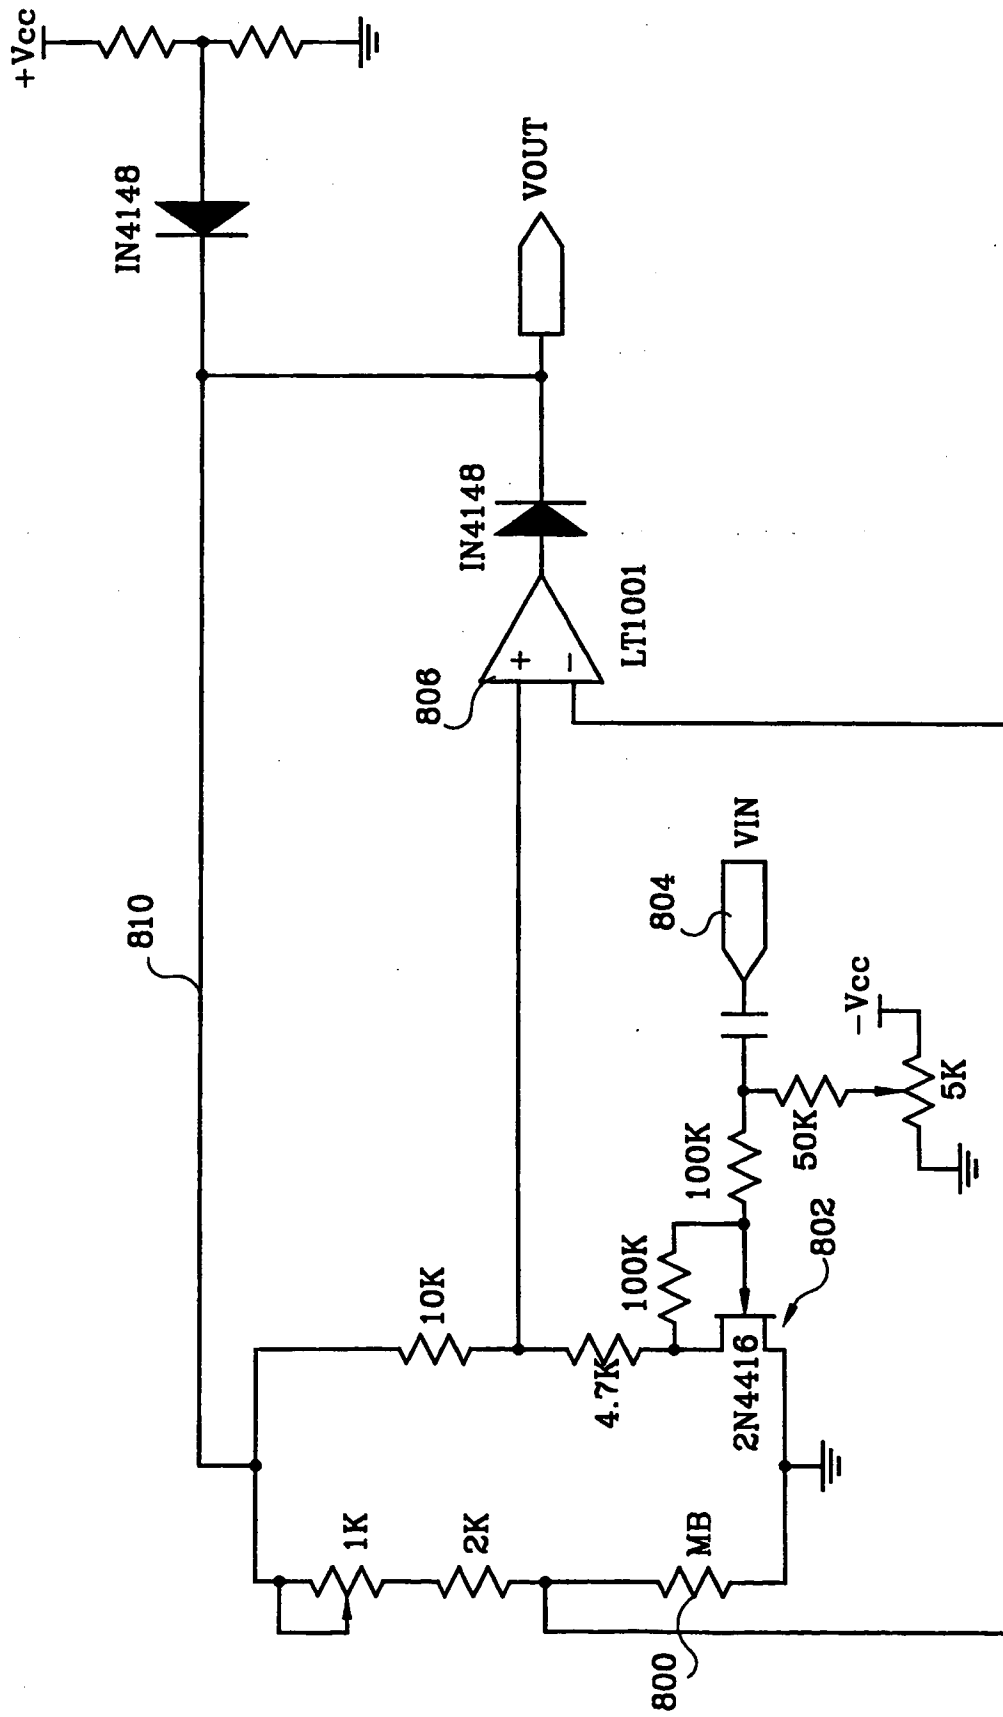 +Vcc
IN4148
VOUT
810
IN4148
806
+
−
LT1001
804
VIN
-Vcc
5K
50K
100K
100K
802
10K
4.7K
2N4416
1K
2K
MB
800